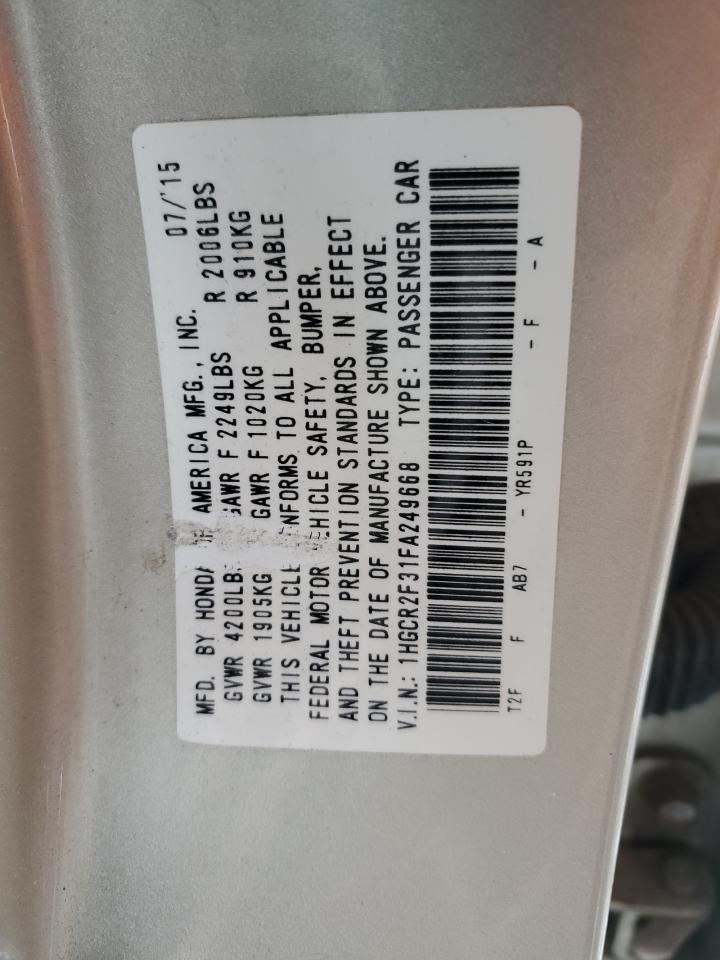 MFD. BY HONDA OF AMERICA MFG., INC. 07/'15
GVWR 4200LBS GAWR F 2249LBS R 2006LBS
GVWR 1905KG GAWR F 1020KG R 910KG
THIS VEHICLE CONFORMS TO ALL APPLICABLE
FEDERAL MOTOR VEHICLE SAFETY, BUMPER,
AND THEFT PREVENTION STANDARDS IN EFFECT
ON THE DATE OF MANUFACTURE SHOWN ABOVE.
V.I.N.: 1HGCR2F31FA249668 TYPE: PASSENGER CAR
T2F F AB7 - YR591P - F - A